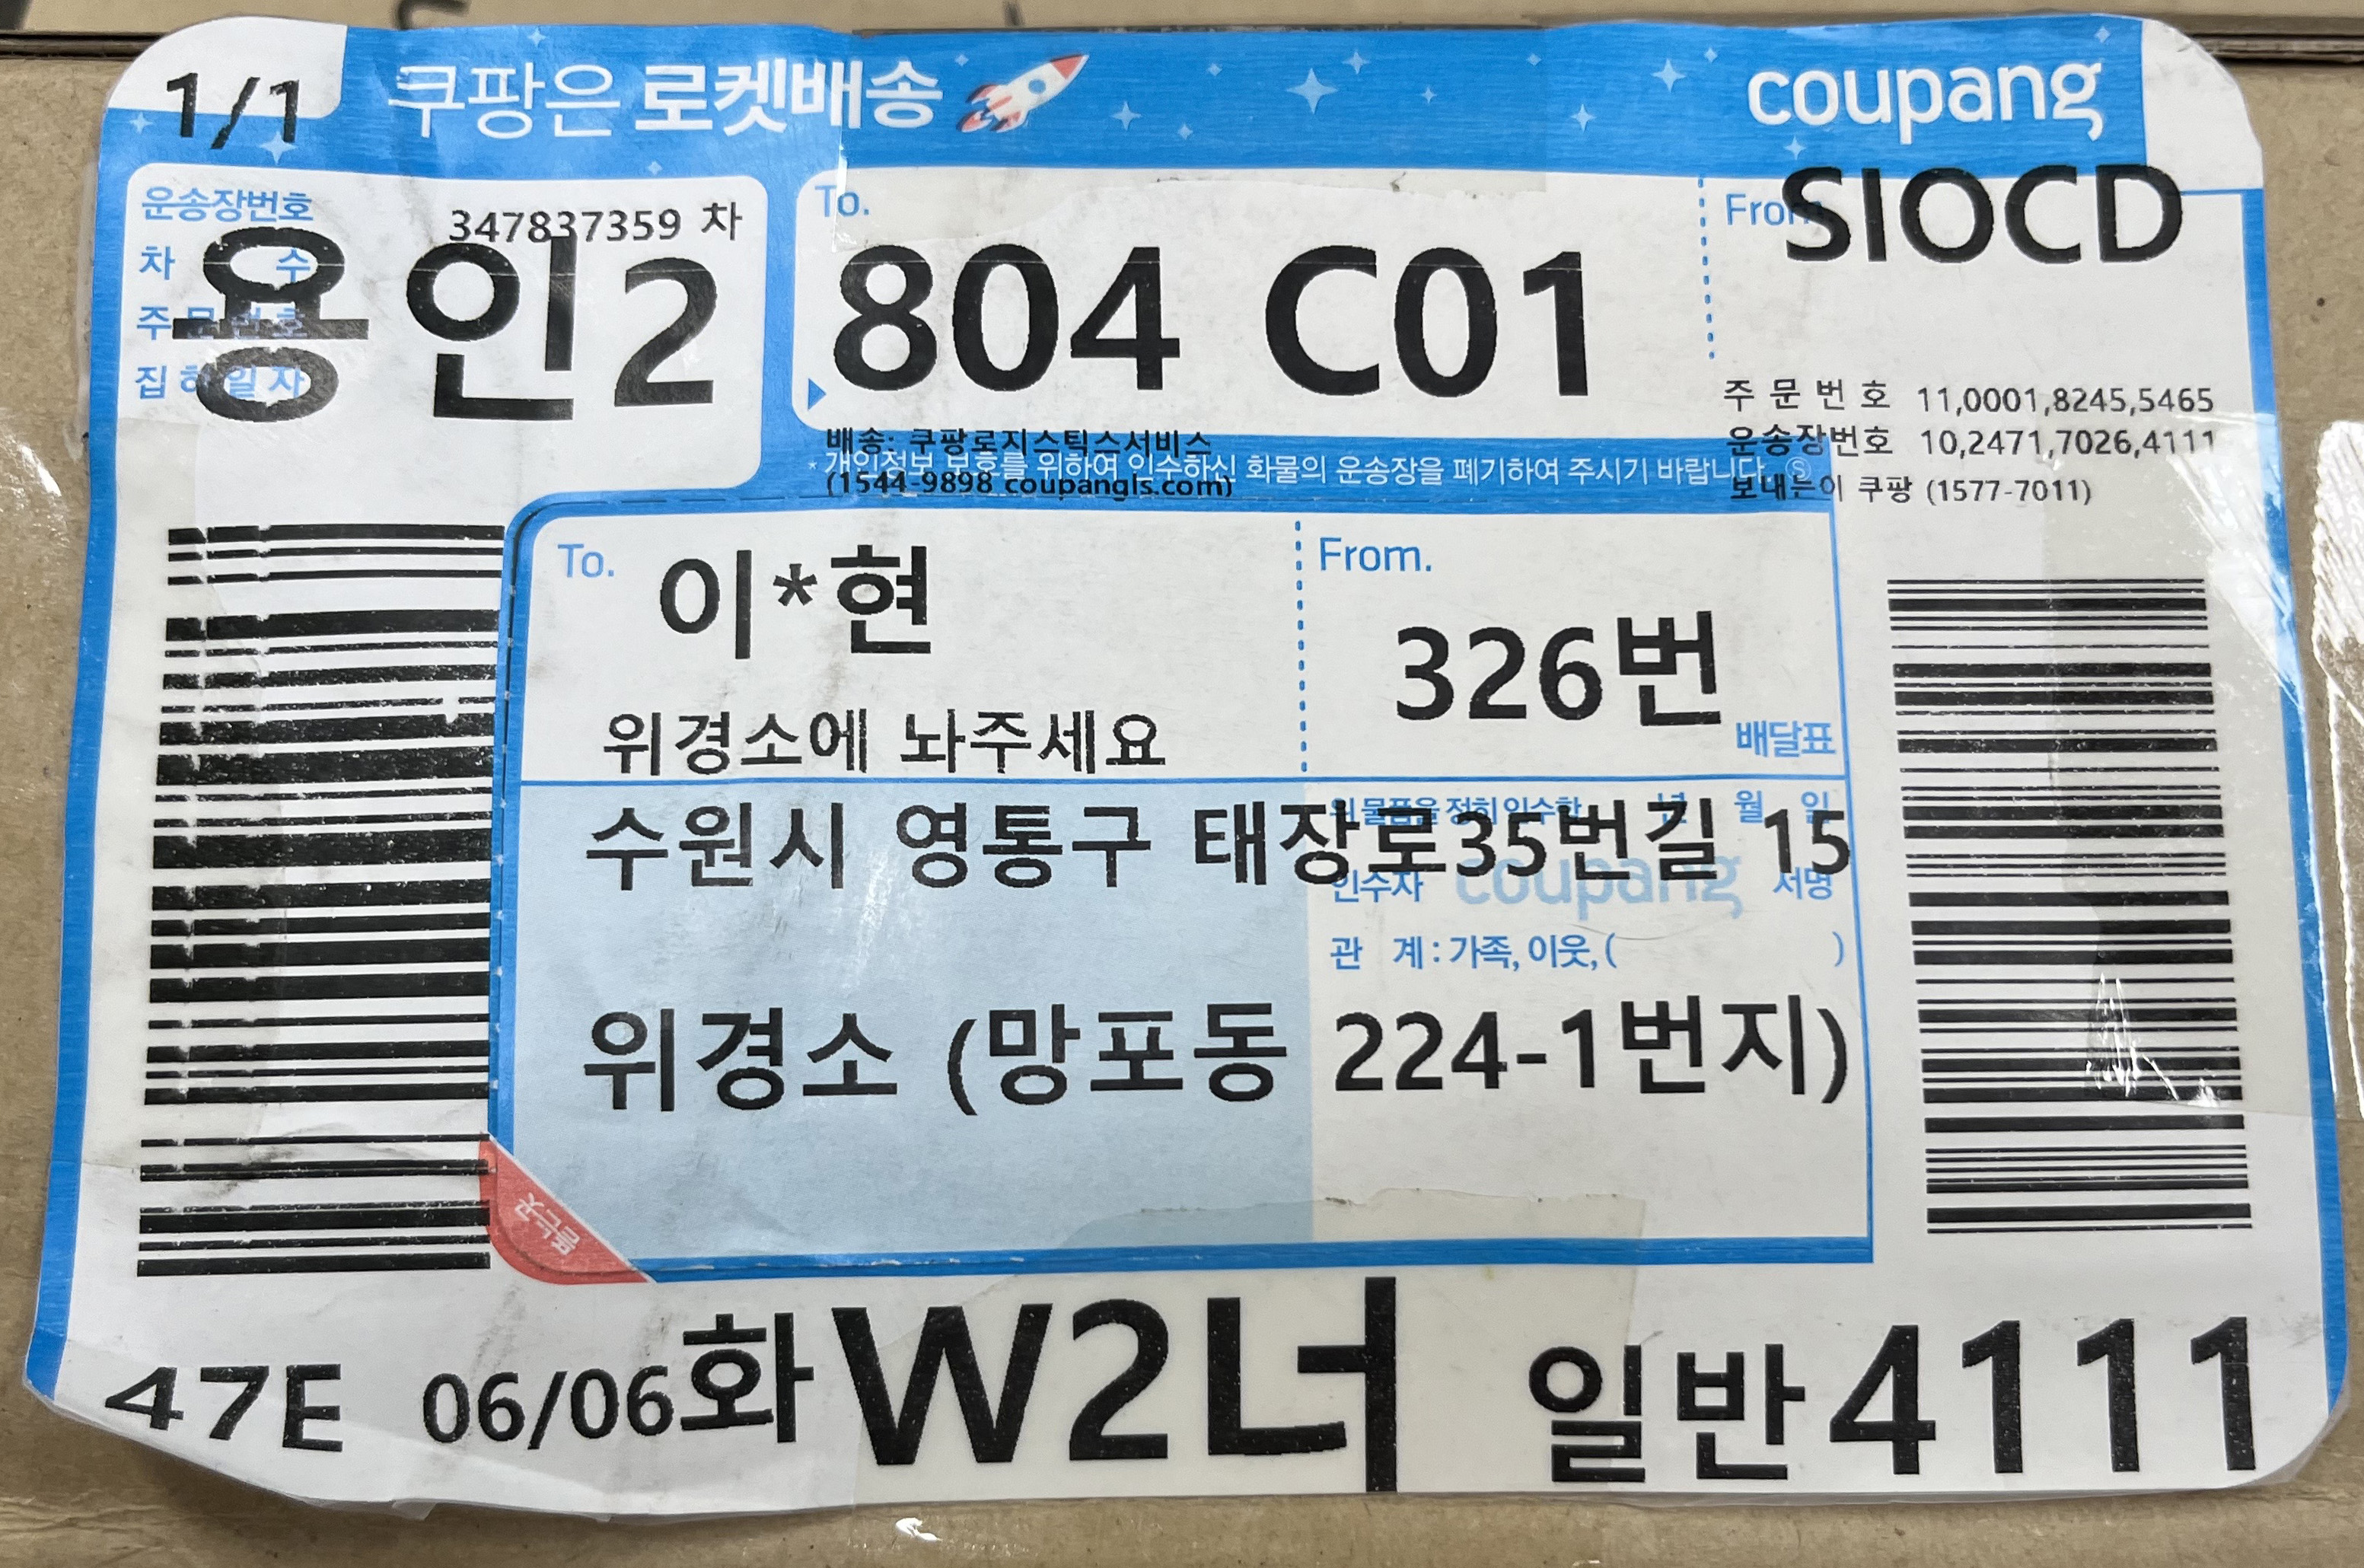 1/1 쿠팡은 로켓배송 coupang
SIOCD
운송장번호 347837359 차
차 수
용인2
주문번호
집하일자
To. 804 C01 From.
주문번호 11,0001,8245,5465
배송: 쿠팡로지스틱스서비스
운송장번호 10,2471,7026,4111
*개인정보 보호를 위하여 인수하신 화물의 운송장을 폐기하여 주시기 바랍니다. Ⓢ
(1544-9898 coupangls.com)
보내는이 쿠팡 (1577-7011)
To. 이*현 From.
326번
위경소에 놔주세요 배달표
위 물품을 정히 인수함 년 월 일
수원시 영통구 태장로35번길 15
인수자 coupang 서명
관 계 : 가족, 이웃, ( )
위경소 (망포동 224-1번지)
뜯는곳
47E 06/06화 W2너 일반4111